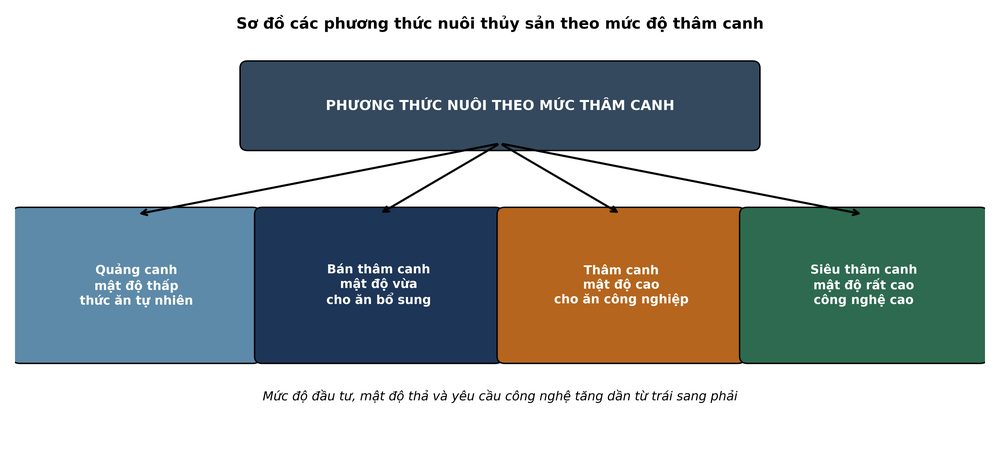 Sơ đồ các phương thức nuôi thủy sản theo mức độ thâm canh
PHƯƠNG THỨC NUÔI THEO MỨC THÂM CANH
Quảng canh
mật độ thấp
thức ăn tự nhiên
Bán thâm canh
mật độ vừa
cho ăn bổ sung
Thâm canh
mật độ cao
cho ăn công nghiệp
Siêu thâm canh
mật độ rất cao
công nghệ cao
Mức độ đầu tư, mật độ thả và yêu cầu công nghệ tăng dần từ trái sang phải